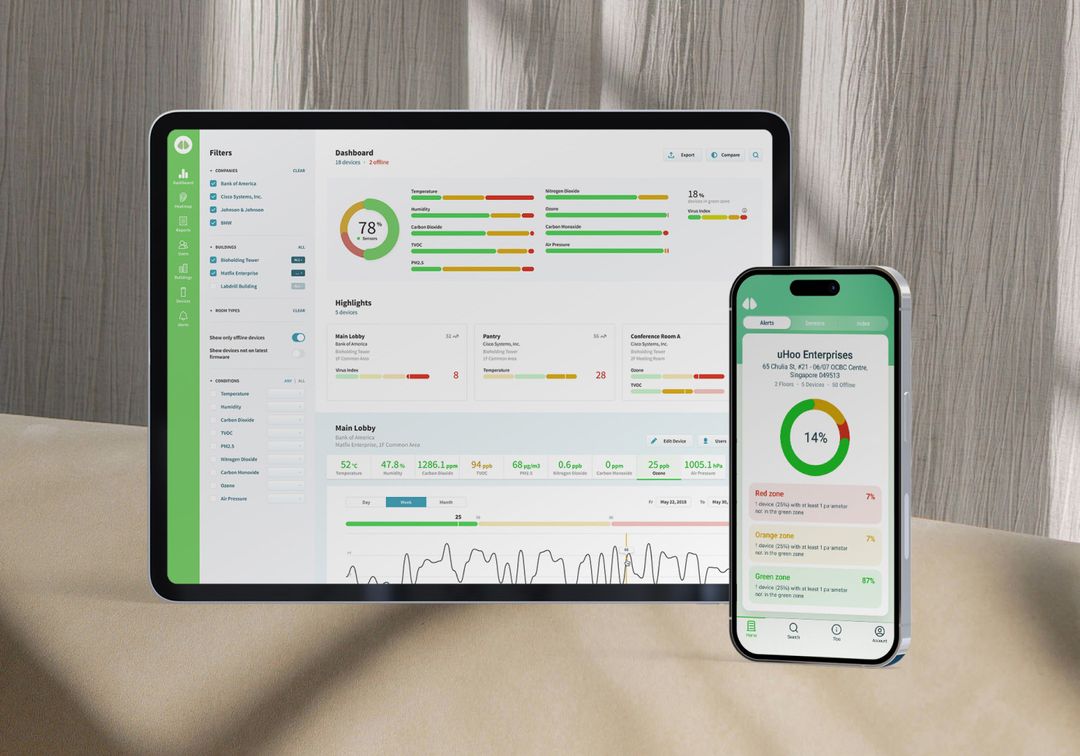 Filters
COMPANIES CLEAR
Bank of America
Cisco Systems, Inc.
Johnson & Johnson
BMW
BUILDINGS ALL
Bioholding Tower
Matfix Enterprise
Labdrill Building
ROOM TYPES CLEAR
Show only offline devices
Show devices not on latest
firmware
CONDITIONS ANY | ALL
Temperature
Humidity
Carbon Dioxide
TVOC
PM2.5
Nitrogen Dioxide
Carbon Monoxide
Ozone
Air Pressure
Dashboard
Heatmap
Reports
Users
Buildings
Devices
Alerts
Dashboard
18 devices • 2 offline
Export Compare
78%
Sensors
Temperature
Humidity
Carbon Dioxide
TVOC
PM2.5
Nitrogen Dioxide
Ozone
Carbon Monoxide
Air Pressure
18%
devices in green zone
Virus Index
Highlights
5 devices
Main Lobby
Bank of America
Bioholding Tower
1F Common Area
Virus Index
8
Pantry
Cisco Systems, Inc.
Bioholding Tower
1F Common Area
Temperature
28
Conference Room A
Cisco Systems, Inc.
Bioholding Tower
2F Meeting Room
Ozone
TVOC
Main Lobby
Bank of America
Matfix Enterprise, 1F Common Area
Edit Device Users
52°C
Temperature
47.8%
Humidity
1286.1 ppm
Carbon Dioxide
94 ppb
TVOC
68 µg/m3
PM2.5
0.6 ppb
Nitrogen Dioxide
0 ppm
Carbon Monoxide
25 ppb
Ozone
1005.1 hPa
Air Pressure
Day Week Month
Fr May 22, 2018 To May 30,
25
Alerts Devices Index
uHoo Enterprises
65 Chulia St, #21 - 06/07 OCBC Centre,
Singapore 049513
2 Floors • 5 Devices • 50 Offline
14%
Red zone 7%
1 device (25%) with at least 1 parameter
not in the green zone
Orange zone 7%
1 device (25%) with at least 1 parameter
not in the green zone
Green zone 87%
1 device (25%) with at least 1 parameter
not in the green zone
Home Search Tips Account